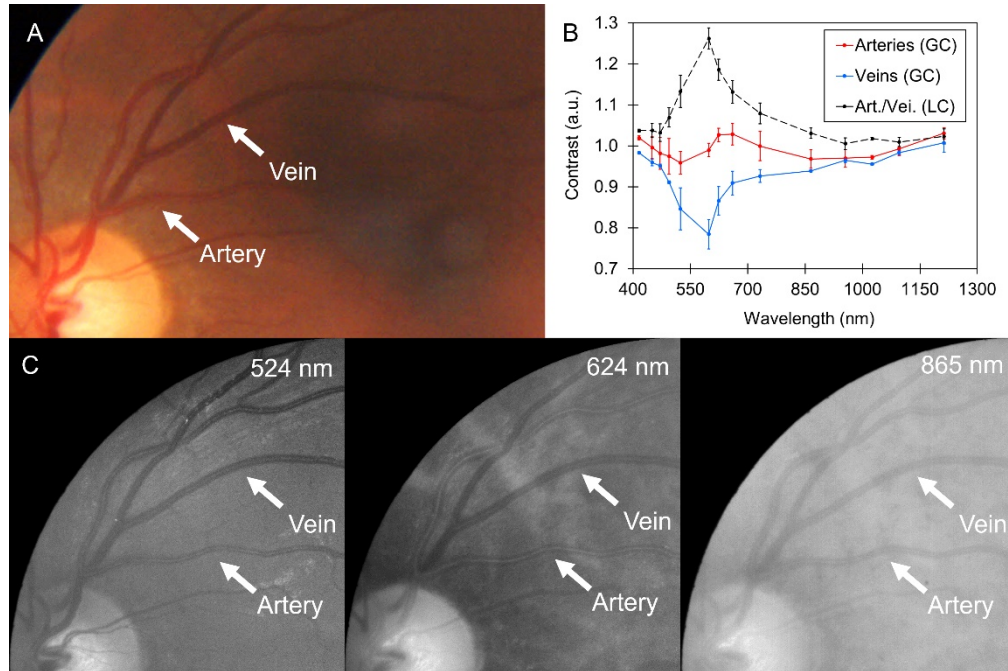 A
Vein
Artery
B
1.3
1.2
1.1
1.0
0.9
0.8
0.7
400
550
700
850
1000
1150
1300
Contrast (a.u.)
Wavelength (nm)
Arteries (GC)
Veins (GC)
Art./Vei. (LC)
C
524 nm
Vein
Artery
624 nm
Vein
Artery
865 nm
Vein
Artery